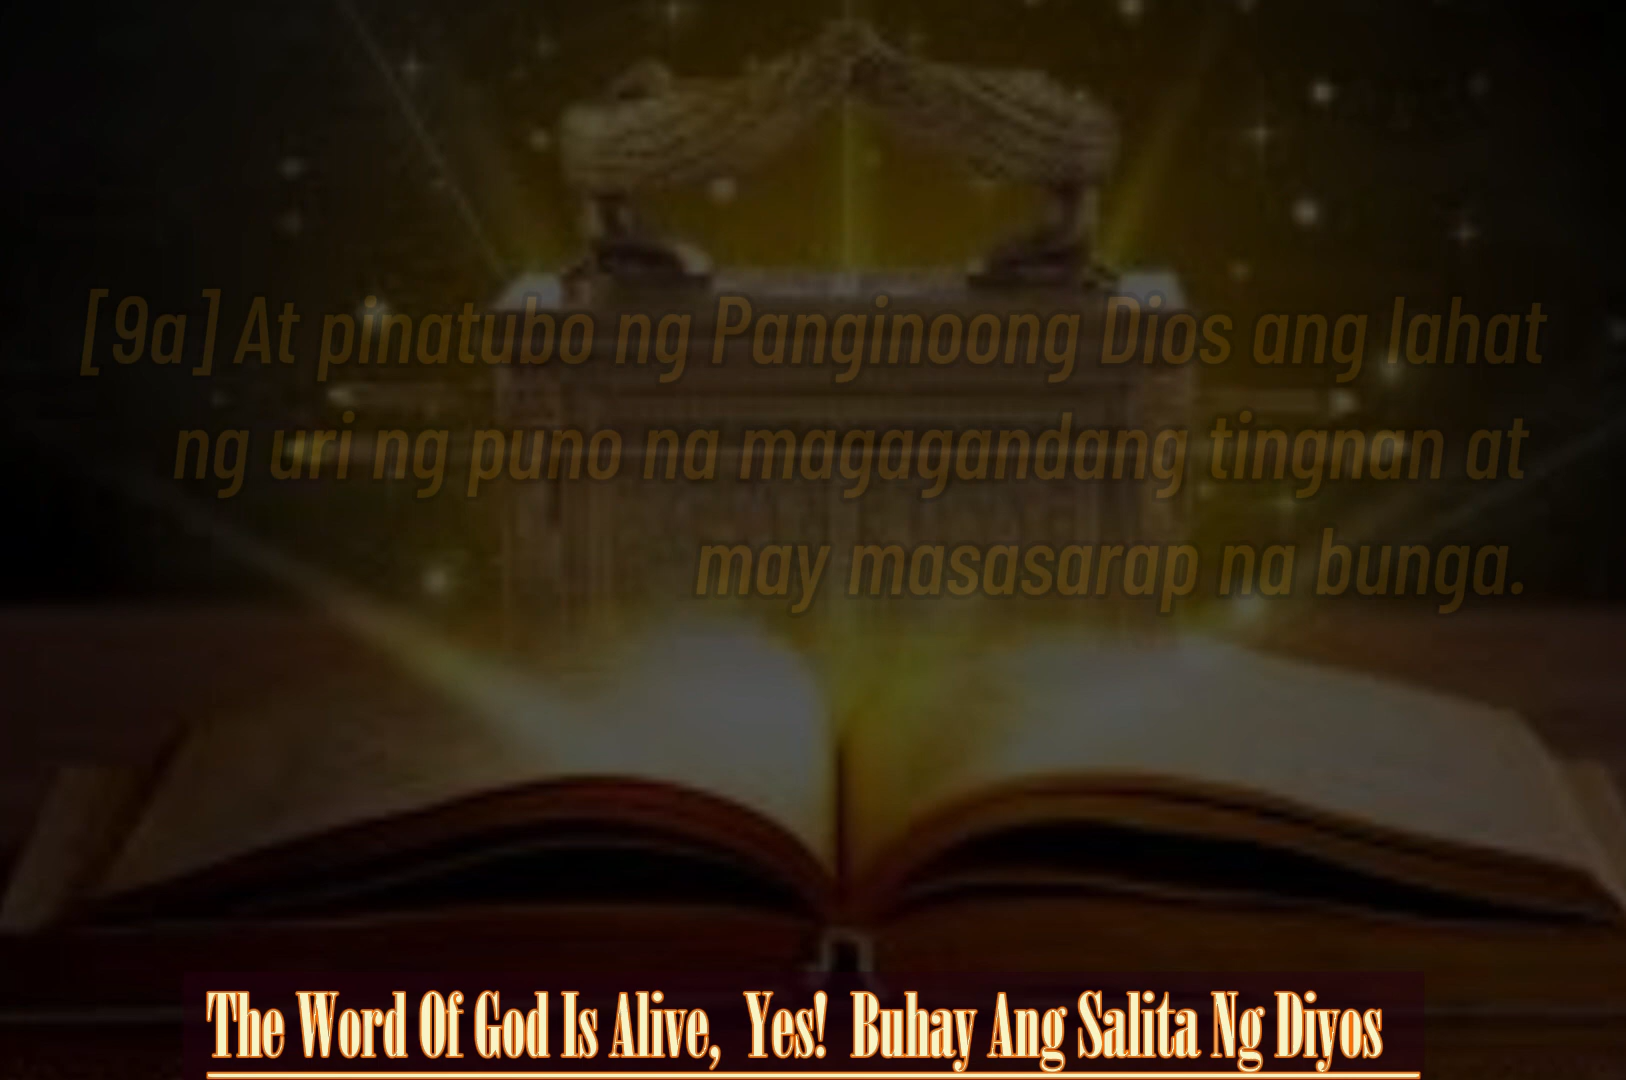 [9a] At pinatubo ng Panginoong Dios ang lahat
ng uri ng puno na magagandang tingnan at
may masasarap na bunga.
The Word Of God Is Alive, Yes! Buhay Ang Salita Ng Diyos